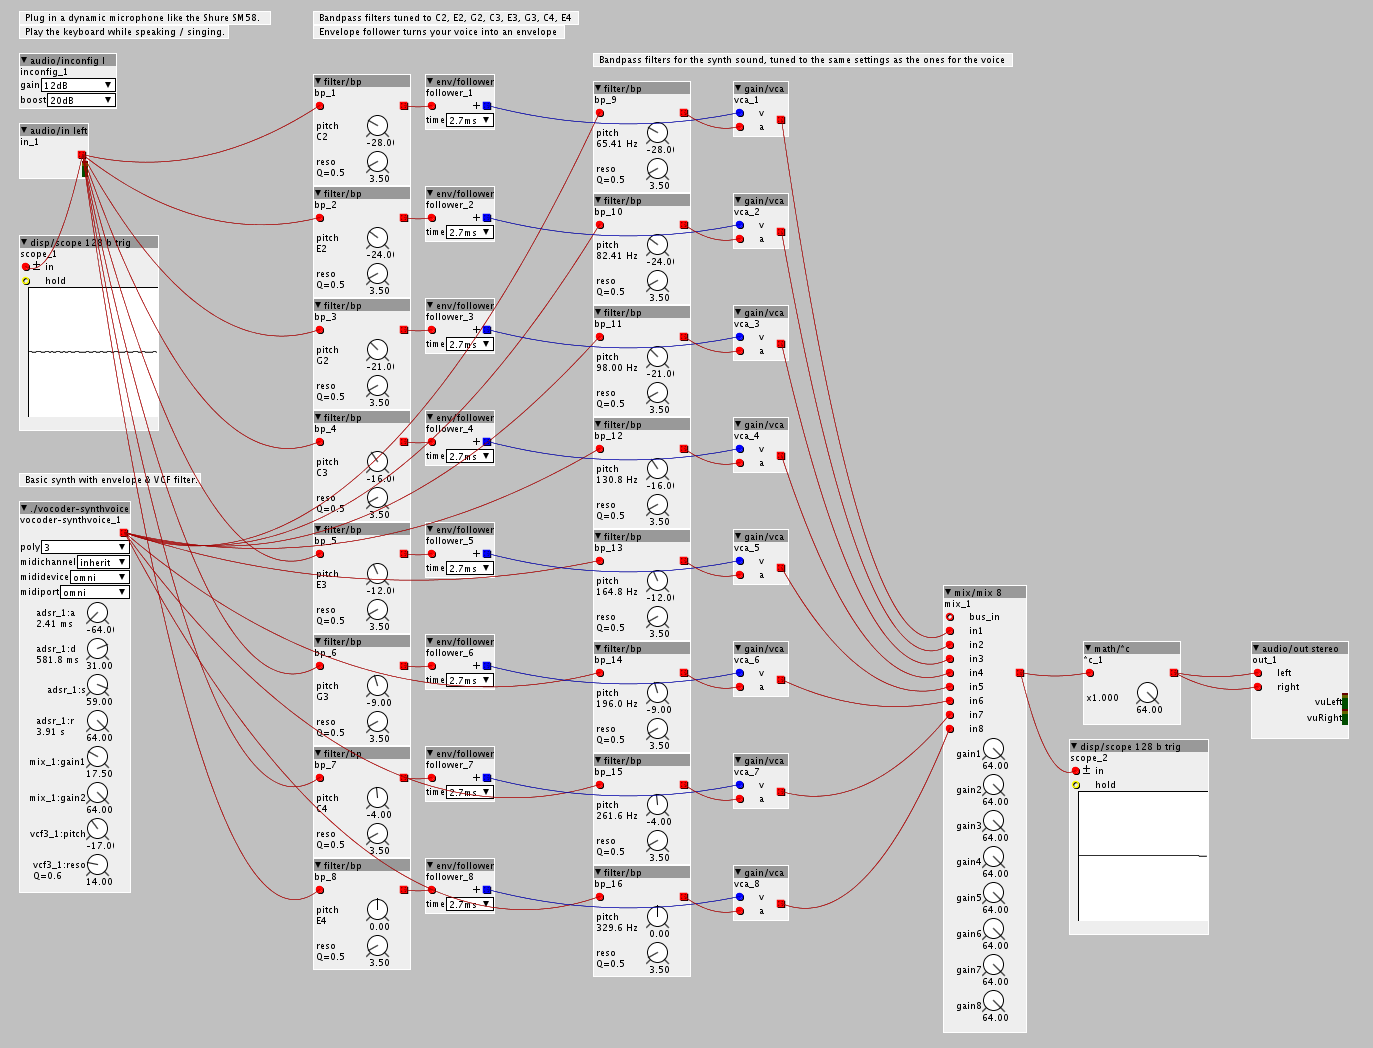 Plug in a dynamic microphone like the Shure SM58.
Play the keyboard while speaking / singing.
Bandpass filters tuned to C2, E2, G2, C3, E3, G3, C4, E4
Envelope follower turns your voice into an envelope
Bandpass filters for the synth sound, tuned to the same settings as the ones for the voice
audio/inconfig l
inconfig_1
gain 12dB
boost 20dB
audio/in left
in_1
disp/scope 128 b trig
scope_1
± in
hold
Basic synth with envelope & VCF filter.
./vocoder-synthvoice
vocoder-synthvoice_1
poly 3
midichannel inherit
mididevice omni
midiport omni
adsr_1:a
2.41 ms
-64.0
adsr_1:d
581.8 ms
31.00
adsr_1:s
59.00
adsr_1:r
3.91 s
64.00
mix_1:gain1
17.50
mix_1:gain2
64.00
vcf3_1:pitch
-17.0
vcf3_1:reso
Q=0.6
14.00
filter/bp
bp_1
pitch
C2
-28.0
reso
Q=0.5
3.50
filter/bp
bp_2
pitch
E2
-24.0
reso
Q=0.5
3.50
filter/bp
bp_3
pitch
G2
-21.0
reso
Q=0.5
3.50
filter/bp
bp_4
pitch
C3
-16.0
reso
Q=0.5
3.50
filter/bp
bp_5
pitch
E3
-12.0
reso
Q=0.5
3.50
filter/bp
bp_6
pitch
G3
-9.00
reso
Q=0.5
3.50
filter/bp
bp_7
pitch
C4
-4.00
reso
Q=0.5
3.50
filter/bp
bp_8
pitch
E4
0.00
reso
Q=0.5
3.50
env/follower
follower_1
+
time 2.7ms
env/follower
follower_2
+
time 2.7ms
env/follower
follower_3
+
time 2.7ms
env/follower
follower_4
+
time 2.7ms
env/follower
follower_5
+
time 2.7ms
env/follower
follower_6
+
time 2.7ms
env/follower
follower_7
+
time 2.7ms
env/follower
follower_8
+
time 2.7ms
filter/bp
bp_9
pitch
65.41 Hz
-28.0
reso
Q=0.5
3.50
filter/bp
bp_10
pitch
82.41 Hz
-24.0
reso
Q=0.5
3.50
filter/bp
bp_11
pitch
98.00 Hz
-21.0
reso
Q=0.5
3.50
filter/bp
bp_12
pitch
130.8 Hz
-16.0
reso
Q=0.5
3.50
filter/bp
bp_13
pitch
164.8 Hz
-12.0
reso
Q=0.5
3.50
filter/bp
bp_14
pitch
196.0 Hz
-9.00
reso
Q=0.5
3.50
filter/bp
bp_15
pitch
261.6 Hz
-4.00
reso
Q=0.5
3.50
filter/bp
bp_16
pitch
329.6 Hz
0.00
reso
Q=0.5
3.50
gain/vca
vca_1
v
a
gain/vca
vca_2
v
a
gain/vca
vca_3
v
a
gain/vca
vca_4
v
a
gain/vca
vca_5
v
a
gain/vca
vca_6
v
a
gain/vca
vca_7
v
a
gain/vca
vca_8
v
a
mix/mix 8
mix_1
bus_in
in1
in2
in3
in4
in5
in6
in7
in8
gain1
64.00
gain2
64.00
gain3
64.00
gain4
64.00
gain5
64.00
gain6
64.00
gain7
64.00
gain8
64.00
math/*c
*c_1
x1.000
64.00
disp/scope 128 b trig
scope_2
± in
hold
audio/out stereo
out_1
left
right
vuLeft
vuRight